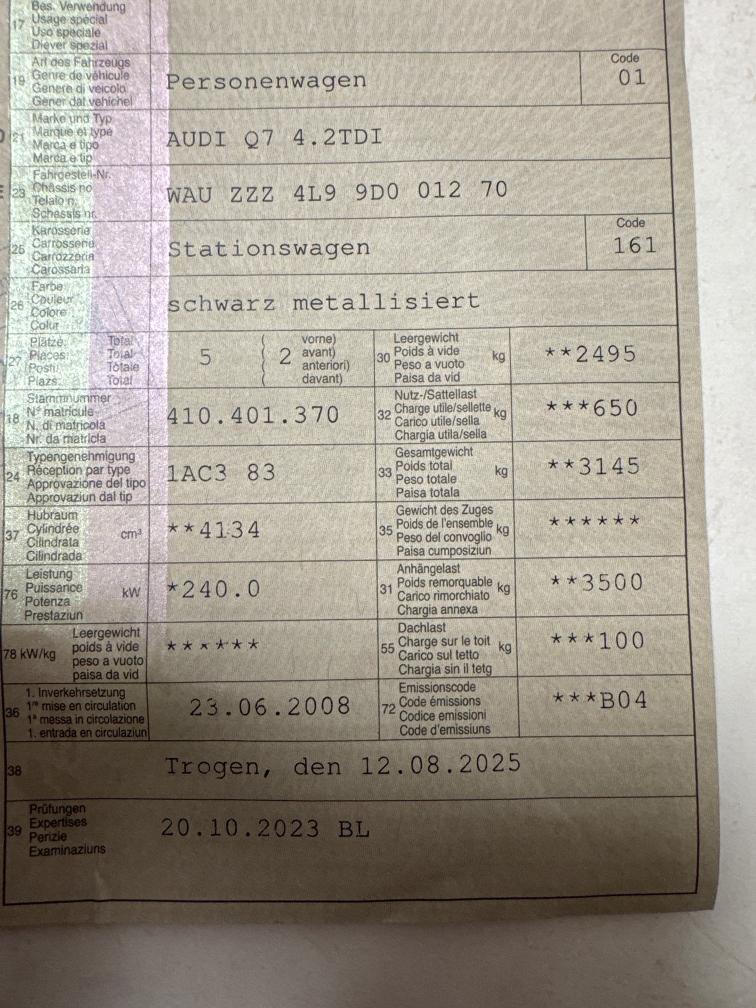 Bes. Verwendung
17 Usage spécial
Uso speciale
Diever spezial
Art des Fahrzeugs
19 Genre de véhicule
Genere di veicolo
Gener dal vehichel
Personenwagen
Code
01
Marke und Typ
21 Marque et type
Marca e tipo
Marca e tip
AUDI Q7 4.2TDI
Fahrgestell-Nr.
23 Châssis no
Telaio n.
Schassis nr.
WAU ZZZ 4L9 9D0 012 70
Karosserie
25 Carrosserie
Carrozzeria
Carossaria
Stationswagen
Code
161
Farbe
26 Couleur
Colore
Colur
schwarz metallisiert
Plätze: Total
27 Places: Total
Posti: Totale
Plazs: Total
5 ( 2 vorne)
avant)
anteriori)
davant)
Leergewicht
30 Poids à vide kg
Peso a vuoto
Paisa da vid
**2495
Stammnummer
18 N° matricule
N. di matricola
Nr. da matricla
410.401.370
Nutz-/Sattellast
32 Charge utile/sellette kg
Carico utile/sella
Chargia utila/sella
***650
Typengenehmigung
24 Réception par type
Approvazione del tipo
Approvaziun dal tip
1AC3 83
Gesamtgewicht
33 Poids total kg
Peso totale
Paisa totala
**3145
Hubraum
37 Cylindrée cm³
Cilindrata
Cilindrada
**4134
Gewicht des Zuges
35 Poids de l'ensemble kg
Peso del convoglio
Paisa cumposiziun
******
Leistung
76 Puissance kW
Potenza
Prestaziun
*240.0
Anhängelast
31 Poids remorquable kg
Carico rimorchiato
Chargia annexa
**3500
Leergewicht
78 kW/kg poids à vide
peso a vuoto
paisa da vid
******
Dachlast
55 Charge sur le toit kg
Carico sul tetto
Chargia sin il tetg
***100
1. Inverkehrsetzung
36 1re mise en circulation
1a messa in circolazione
1. entrada en circulaziun
23.06.2008
Emissionscode
72 Code émissions
Codice emissioni
Code d'emissiuns
***B04
38 Trogen, den 12.08.2025
Prüfungen
39 Expertises
Perizie
Examinaziuns
20.10.2023 BL